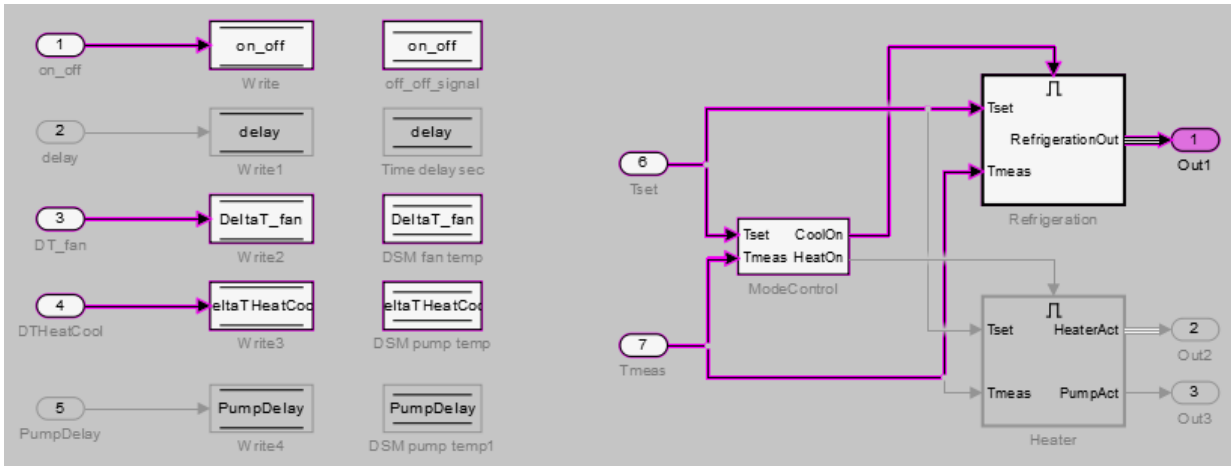 1
on_off
on_off
Write
on_off
off_off_signal
2
delay
delay
Write1
delay
Time delay sec
3
DT_fan
DeltaT_fan
Write2
DeltaT_fan
DSM fan temp
4
DTHeatCool
eltaTHeatCoo
Write3
eltaTHeatCoo
DSM pump temp
5
PumpDelay
PumpDelay
Write4
PumpDelay
DSM pump temp1
6
Tset
7
Tmeas
Tset CoolOn
Tmeas HeatOn
ModeControl
Tset
RefrigerationOut
Tmeas
Refrigeration
1
Out1
Tset HeaterAct
Tmeas PumpAct
Heater
2
Out2
3
Out3